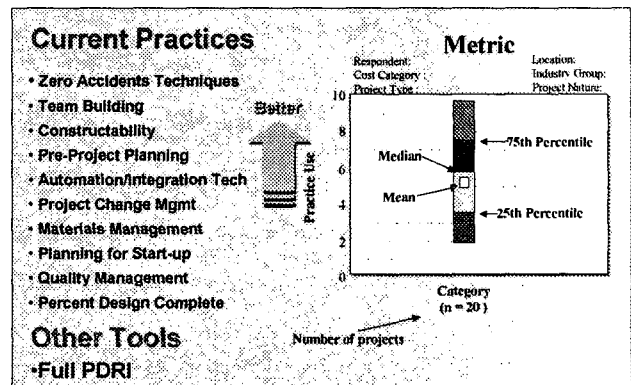 Current Practices
• Zero Accidents Techniques
• Team Building
• Constructability
• Pre-Project Planning
• Automation/Integration Tech
• Project Change Mgmt
• Materials Management
• Planning for Start-up
• Quality Management
• Percent Design Complete
Other Tools
•Full PDRI
Better
Metric
Respondent:
Cost Category :
Project Type :
Location:
Industry Group:
Project Nature:
Practice Use
10
8
6
4
2
0
75th Percentile
Median
Mean
25th Percentile
Category
(n = 20 )
Number of projects